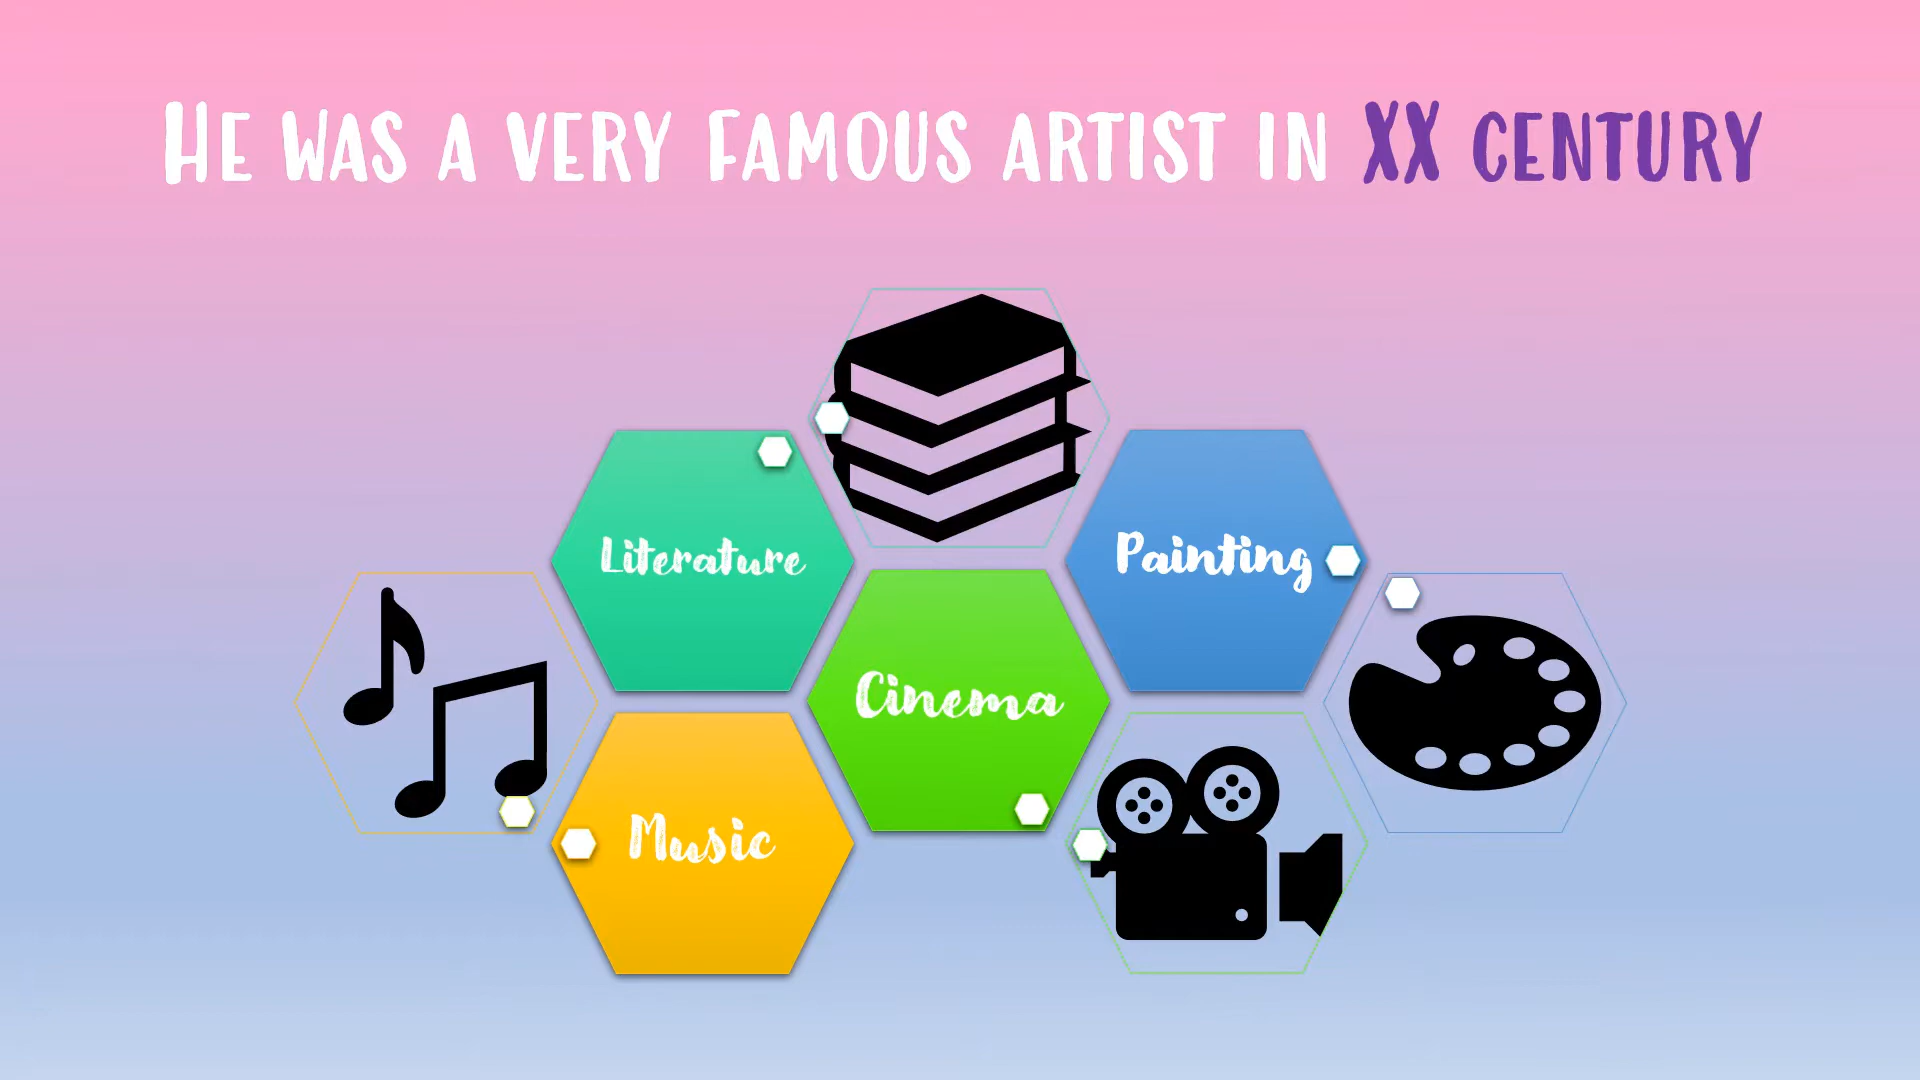 He was a very famous artist in XX century
Literature
Painting
Cinema
Music